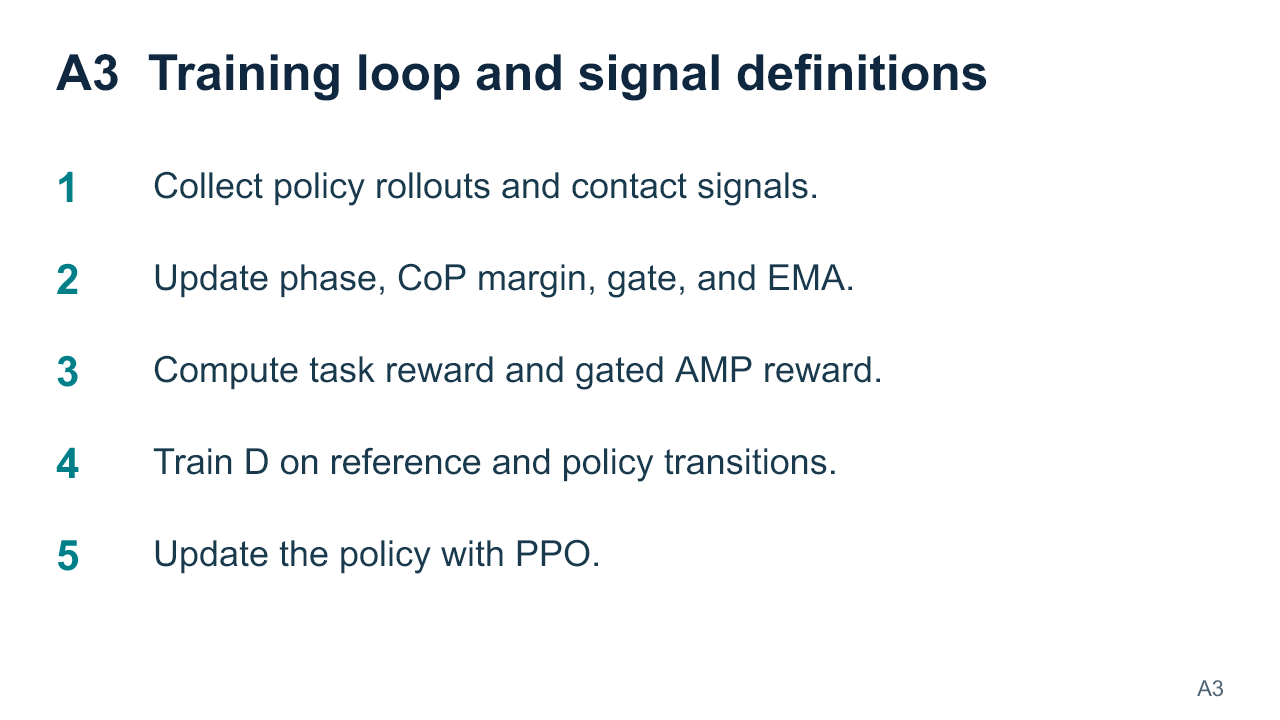 A3 Training loop and signal definitions
1 Collect policy rollouts and contact signals.
2 Update phase, CoP margin, gate, and EMA.
3 Compute task reward and gated AMP reward.
4 Train D on reference and policy transitions.
5 Update the policy with PPO.
A3